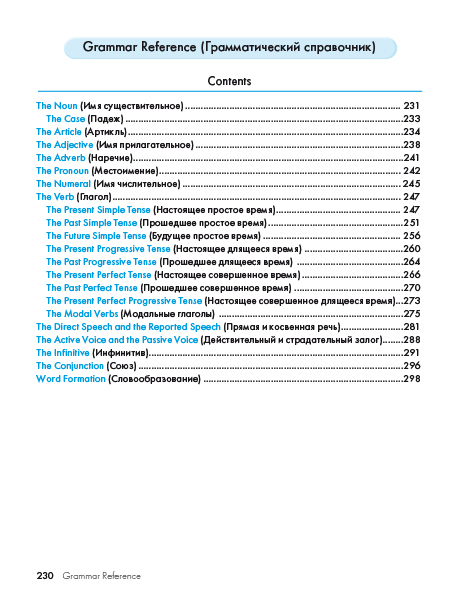 Grammar Reference (Грамматический справочник)
Contents
The Noun (Имя существительное) ........ 231
The Case (Падеж) ........ 233
The Article (Артикль) ........ 234
The Adjective (Имя прилагательное) ........ 238
The Adverb (Наречие) ........ 241
The Pronoun (Местоимение) ........ 242
The Numeral (Имя числительное) ........ 245
The Verb (Глагол) ........ 247
The Present Simple Tense (Настоящее простое время) ........ 247
The Past Simple Tense (Прошедшее простое время) ........ 251
The Future Simple Tense (Будущее простое время) ........ 256
The Present Progressive Tense (Настоящее длящееся время) ........ 260
The Past Progressive Tense (Прошедшее длящееся время) ........ 264
The Present Perfect Tense (Настоящее совершенное время) ........ 266
The Past Perfect Tense (Прошедшее совершенное время) ........ 270
The Present Perfect Progressive Tense (Настоящее совершенное длящееся время)...273
The Modal Verbs (Модальные глаголы) ........ 275
The Direct Speech and the Reported Speech (Прямая и косвенная речь) ........ 281
The Active Voice and the Passive Voice (Действительный и страдательный залог) ........ 288
The Infinitive (Инфинитив) ........ 291
The Conjunction (Союз) ........ 296
Word Formation (Словообразование) ........ 298
230 Grammar Reference